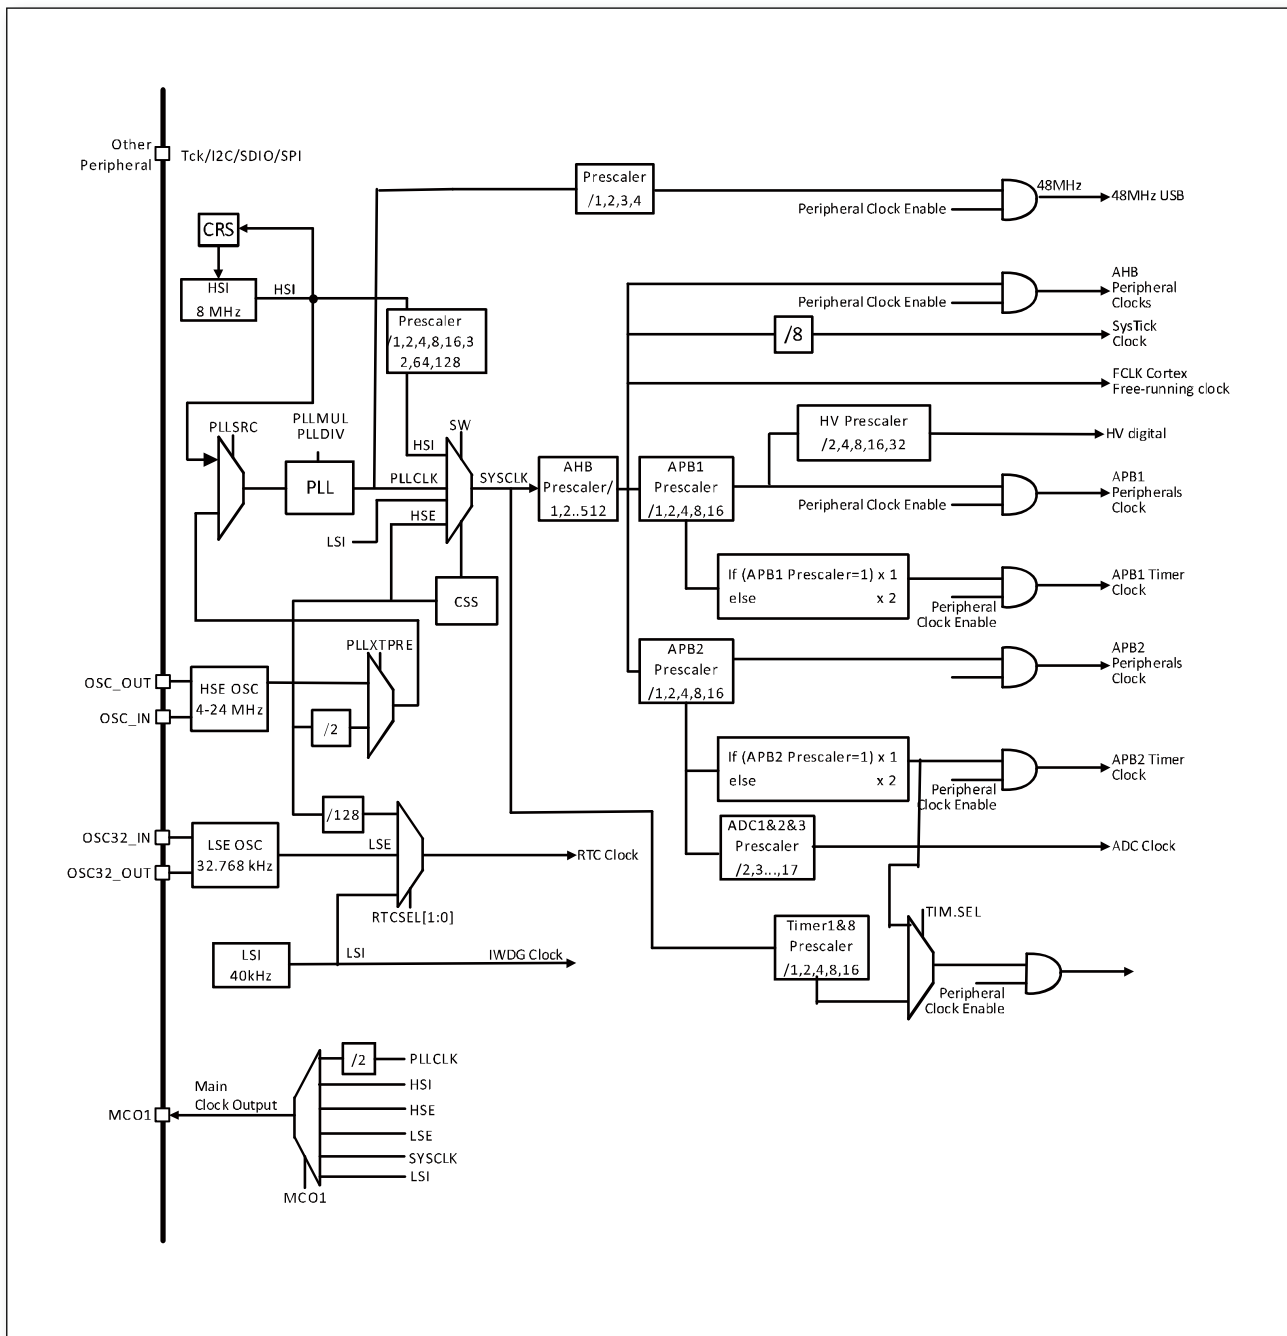 Other
Peripheral
Tck/I2C/SDIO/SPI
Prescaler
/1,2,3,4
48MHz
48MHz USB
Peripheral Clock Enable
CRS
HSI
8 MHz
HSI
AHB
Peripheral
Clocks
Peripheral Clock Enable
Prescaler
/1,2,4,8,16,3
2,64,128
/8
SysTick
Clock
FCLK Cortex
Free-running clock
PLLSRC
PLLMUL
PLLDIV
PLL
SW
HSI
PLLCLK
HSE
LSI
SYSCLK
AHB
Prescaler/
1,2..512
APB1
Prescaler
/1,2,4,8,16
HV Prescaler
/2,4,8,16,32
HV digital
Peripheral Clock Enable
APB1
Peripherals
Clock
If (APB1 Prescaler=1) x 1
else x 2
Peripheral
Clock Enable
APB1 Timer
Clock
CSS
PLLXTPRE
OSC_OUT
OSC_IN
HSE OSC
4-24 MHz
/2
APB2
Prescaler
/1,2,4,8,16
APB2
Peripherals
Clock
If (APB2 Prescaler=1) x 1
else x 2
Peripheral
Clock Enable
APB2 Timer
Clock
/128
OSC32_IN
OSC32_OUT
LSE OSC
32.768 kHz
LSE
RTC Clock
RTCSEL[1:0]
ADC1&2&3
Prescaler
/2,3...,17
ADC Clock
LSI
40kHz
LSI
IWDG Clock
Timer1&8
Prescaler
/1,2,4,8,16
TIM.SEL
Peripheral
Clock Enable
/2
PLLCLK
HSI
HSE
LSE
SYSCLK
LSI
Main
Clock Output
MCO1
MCO1